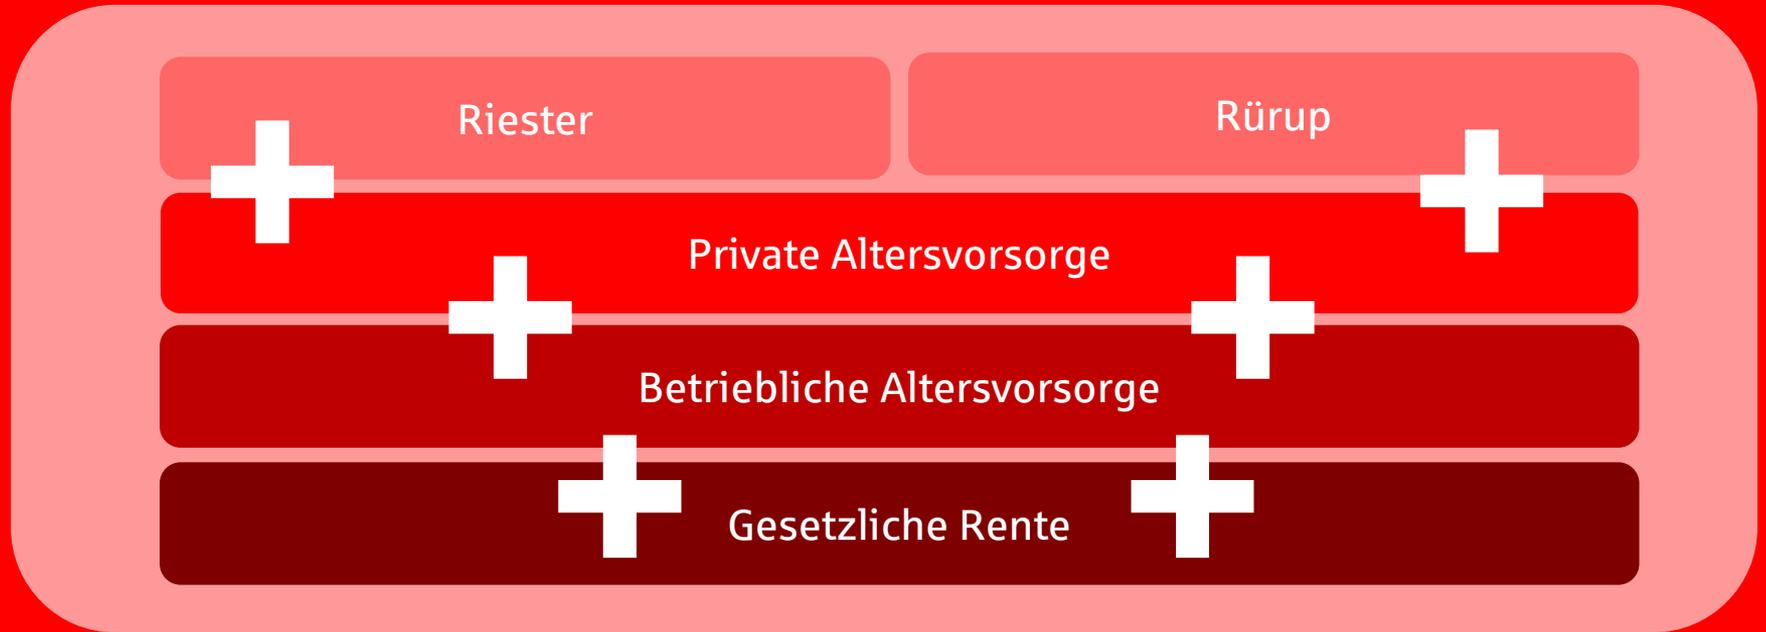 Riester
Rürup
Private Altersvorsorge
Betriebliche Altersvorsorge
Gesetzliche Rente